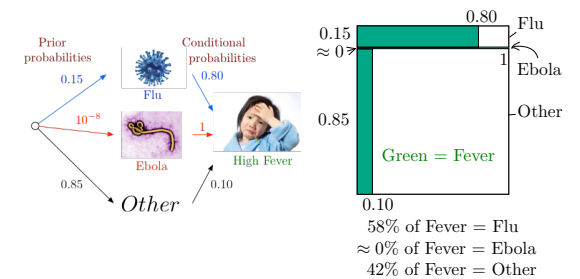 Prior
probabilities
Conditional
probabilities
0.15
0.80
Flu
10⁻⁸
1
Ebola
High Fever
0.85
0.10
Other
0.80
Flu
0.15
≈ 0
1
Ebola
0.85
Other
Green = Fever
0.10
58% of Fever = Flu
≈ 0% of Fever = Ebola
42% of Fever = Other